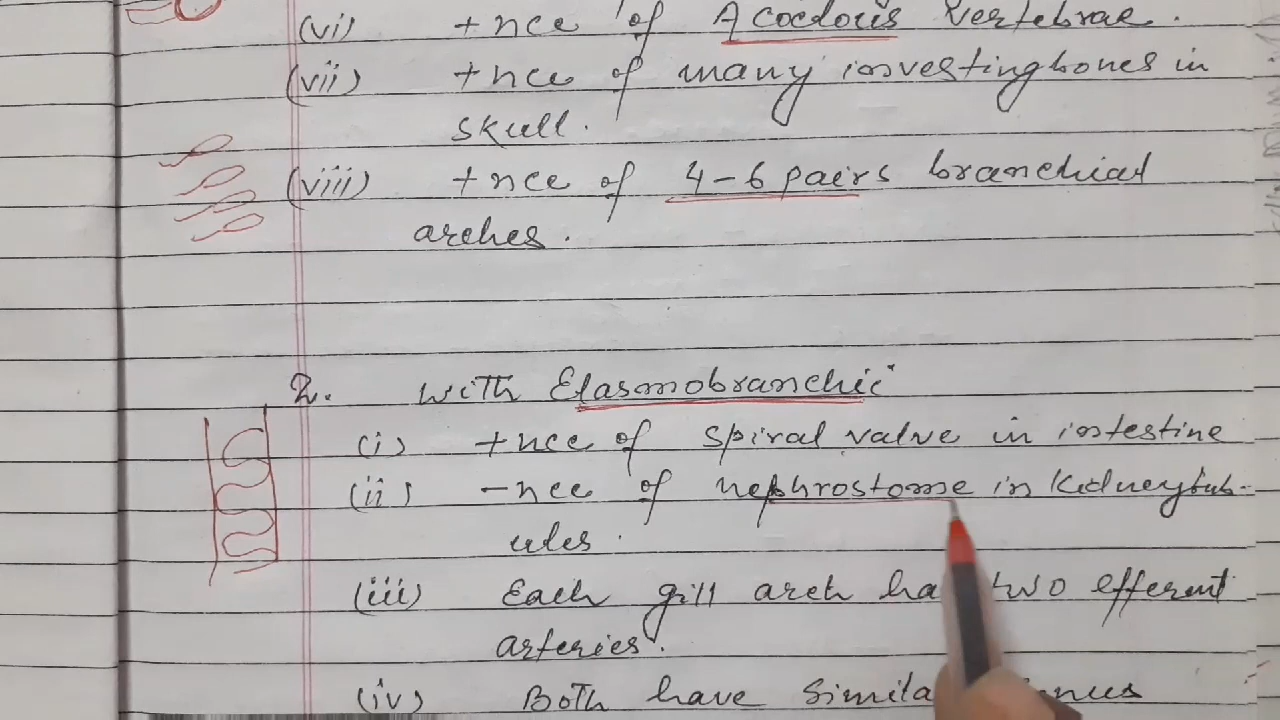 (vi) +nce of Acoelous Vertebrae.
(vii) +nce of many investing bones in
skull.
(viii) +nce of 4-6 pairs branchial
arches.
2. With Elasmobranchii
(i) +nce of spiral valve in intestine
(ii) -nce of nephrostome in Kidney tub-
ules.
(iii) Each gill arch ha two efferent
arteries.
(iv) Both have Simila